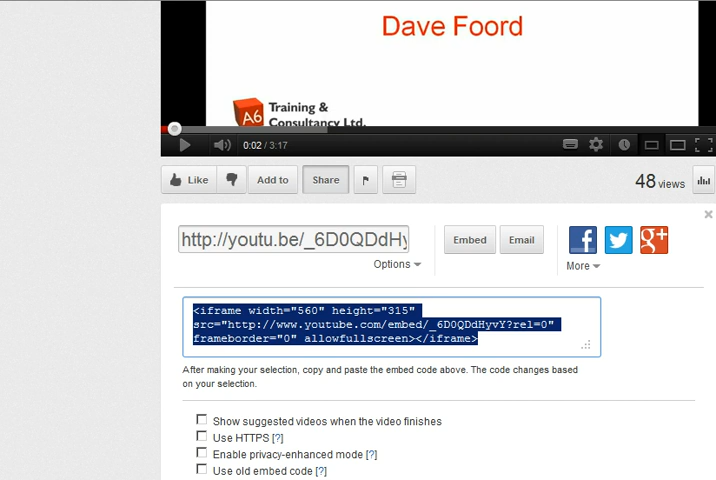 Dave Foord
A6 Training &
Consultancy Ltd.
0:02 / 3:17
Like Add to Share 48 views
http://youtu.be/_6D0QDdHy Embed Email
Options More
<iframe width="560" height="315"
src="http://www.youtube.com/embed/_6D0QDdHyvY?rel=0"
frameborder="0" allowfullscreen></iframe>
After making your selection, copy and paste the embed code above. The code changes based
on your selection.
Show suggested videos when the video finishes
Use HTTPS [?]
Enable privacy-enhanced mode [?]
Use old embed code [?]